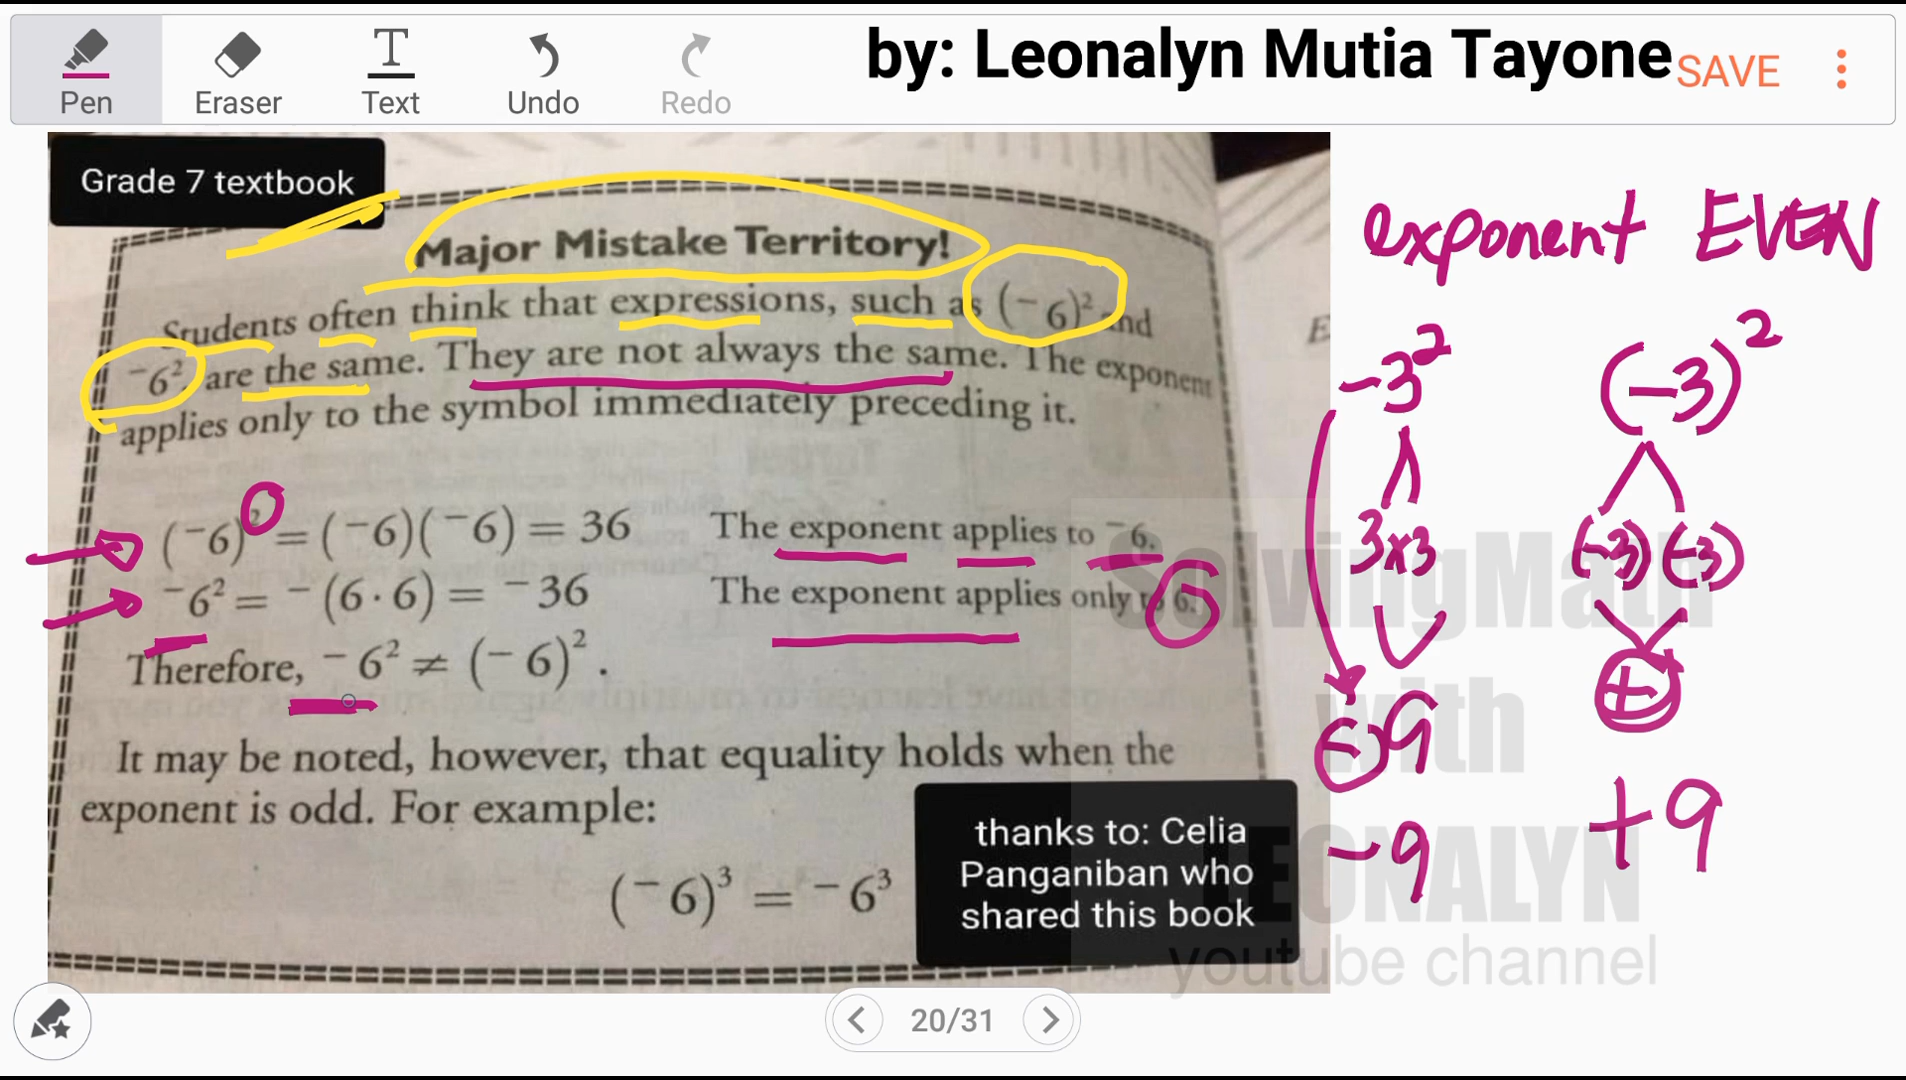 by: Leonalyn Mutia Tayone
SAVE
Pen
Eraser
Text
Undo
Redo
Grade 7 textbook
Major Mistake Territory!
Students often think that expressions, such as (⁻6)² and
⁻6² are the same. They are not always the same. The exponent
applies only to the symbol immediately preceding it.
(⁻6)² = (⁻6)(⁻6) = 36 The exponent applies to ⁻6.
⁻6² = ⁻(6 · 6) = ⁻36 The exponent applies only to 6.
Therefore, ⁻6² ≠ (⁻6)².
It may be noted, however, that equality holds when the
exponent is odd. For example:
(⁻6)³ = ⁻6³
thanks to: Celia
Panganiban who
shared this book
exponent EVEN
-3² (-3)²
3x3 (-3)(-3)
(-)9 +
-9 +9
SolvingMath
with
LEONALYN
youtube channel
20/31